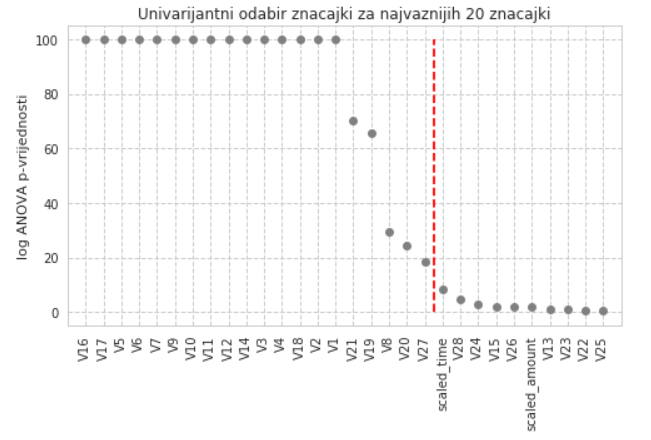 Univarijantni odabir znacajki za najvaznijih 20 znacajki
log ANOVA p-vrijednosti
100
80
60
40
20
0
V16 V17 V5 V6 V7 V9 V10 V11 V12 V14 V3 V4 V18 V2 V1 V21 V19 V8 V20 V27 scaled_time V28 V24 V15 V26 scaled_amount V13 V23 V22 V25